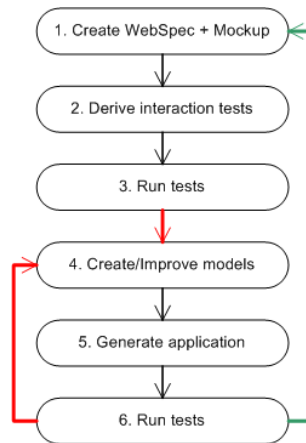 1. Create WebSpec + Mockup
2. Derive interaction tests
3. Run tests
4. Create/Improve models
5. Generate application
6. Run tests